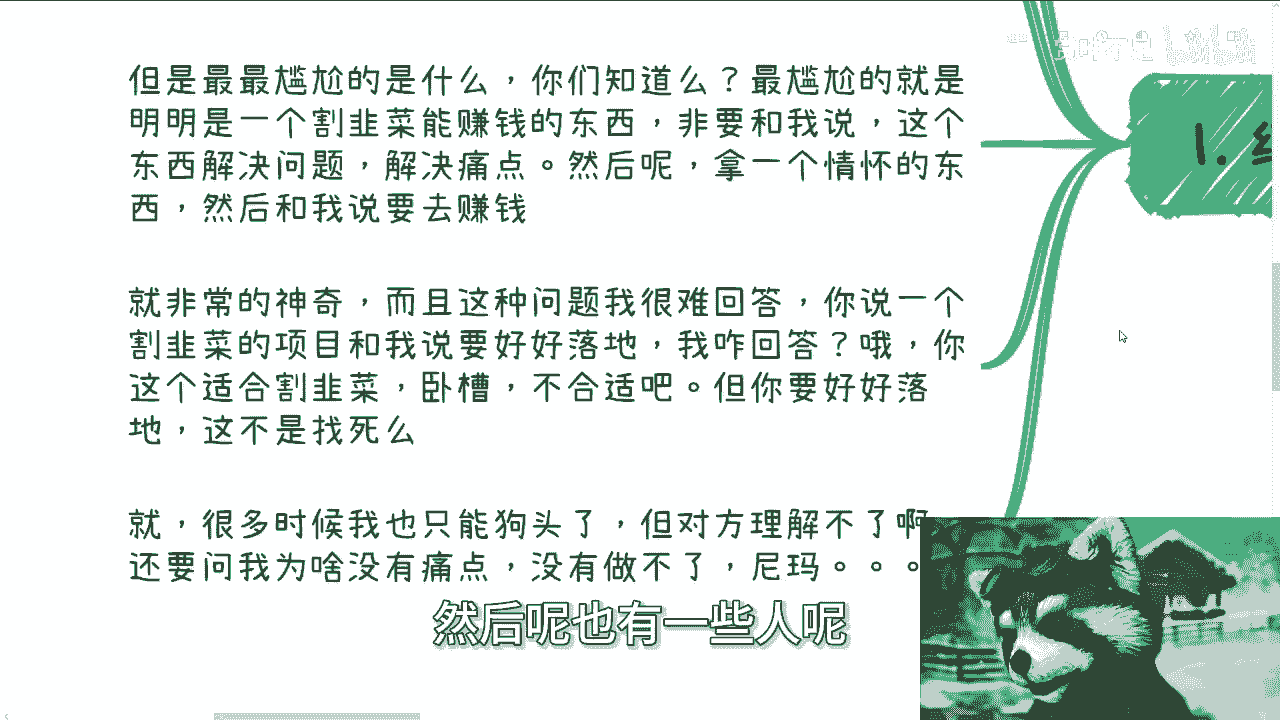 但是最最尴尬的是什么，你们知道么？最尴尬的就是
明明是一个割韭菜能赚钱的东西，非要和我说，这个
东西解决问题，解决痛点。然后呢，拿一个情怀的东
西，然后和我说要去赚钱
就非常的神奇，而且这种问题我很难回答，你说一个
割韭菜的项目和我说要好好落地，我咋回答？哦，你
这个适合割韭菜，卧槽，不合适吧。但你要好好落
地，这不是找死么
就，很多时候我也只能狗头了，但对方理解不了啊
还要问我为啥没有痛点，没有做不了，尼玛。。。
然后呢也有一些人呢
1.